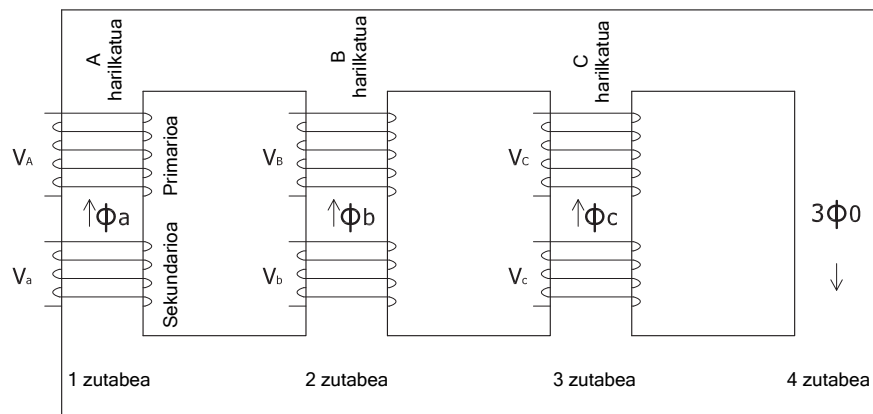 A
harilkatua
B
harilkatua
C
harilkatua
VA
Primarioa
VB
VC
Φa
Φb
Φc
3Φ0
Va
Sekundarioa
Vb
Vc
1 zutabea
2 zutabea
3 zutabea
4 zutabea